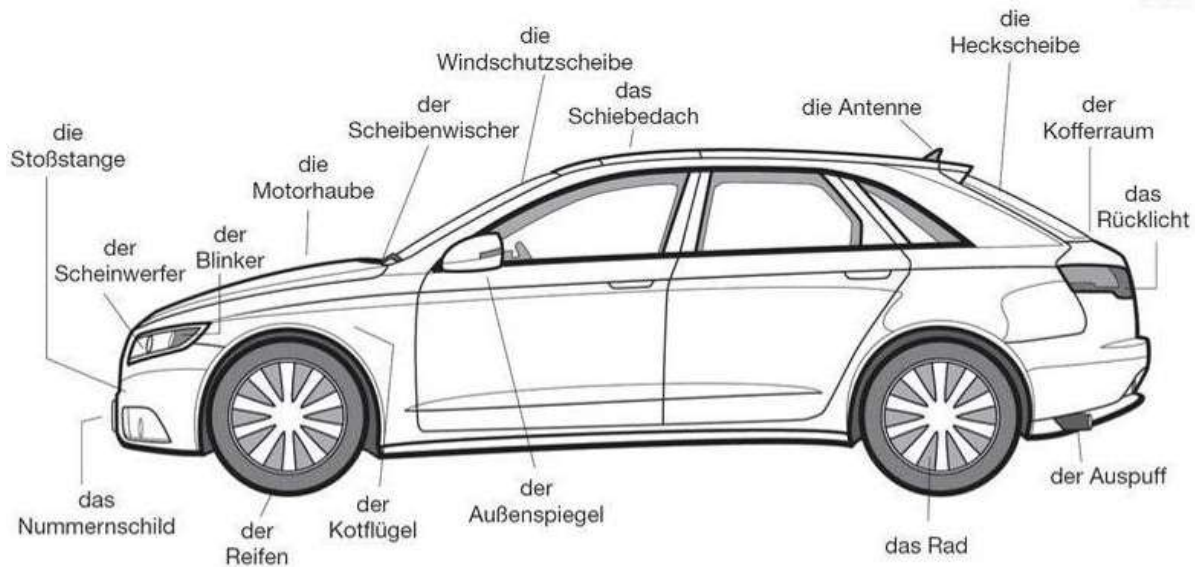 die
Windschutzscheibe
die
Heckscheibe
das
Schiebedach
der
Scheibenwischer
die Antenne
der
Kofferraum
die
Stoßstange
die
Motorhaube
das
Rücklicht
der
Scheinwerfer
der
Blinker
das
Nummernschild
der
Reifen
der
Kotflügel
der
Außenspiegel
der Auspuff
das Rad